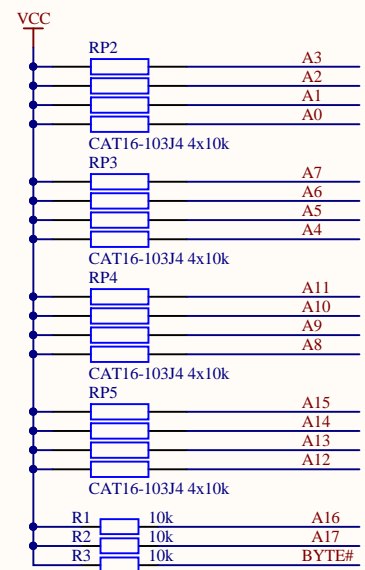 VCC
RP2
A3
A2
A1
A0
CAT16-103J4 4x10k
RP3
A7
A6
A5
A4
CAT16-103J4 4x10k
RP4
A11
A10
A9
A8
CAT16-103J4 4x10k
RP5
A15
A14
A13
A12
CAT16-103J4 4x10k
R1 10k A16
R2 10k A17
R3 10k BYTE#